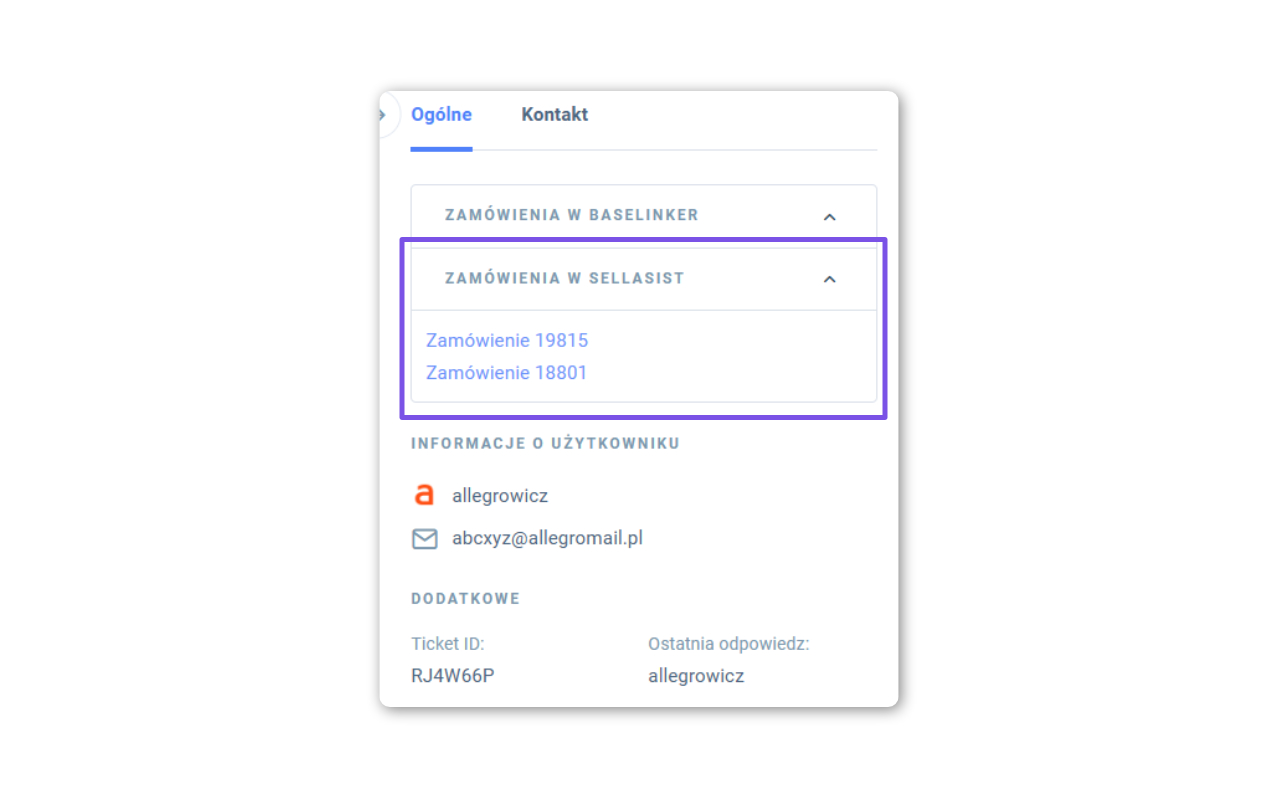 Ogólne Kontakt
ZAMÓWIENIA W BASELINKER
ZAMÓWIENIA W SELLASIST
Zamówienie 19815
Zamówienie 18801
INFORMACJE O UŻYTKOWNIKU
a allegrowicz
abcxyz@allegromail.pl
DODATKOWE
Ticket ID: Ostatnia odpowiedz:
RJ4W66P allegrowicz